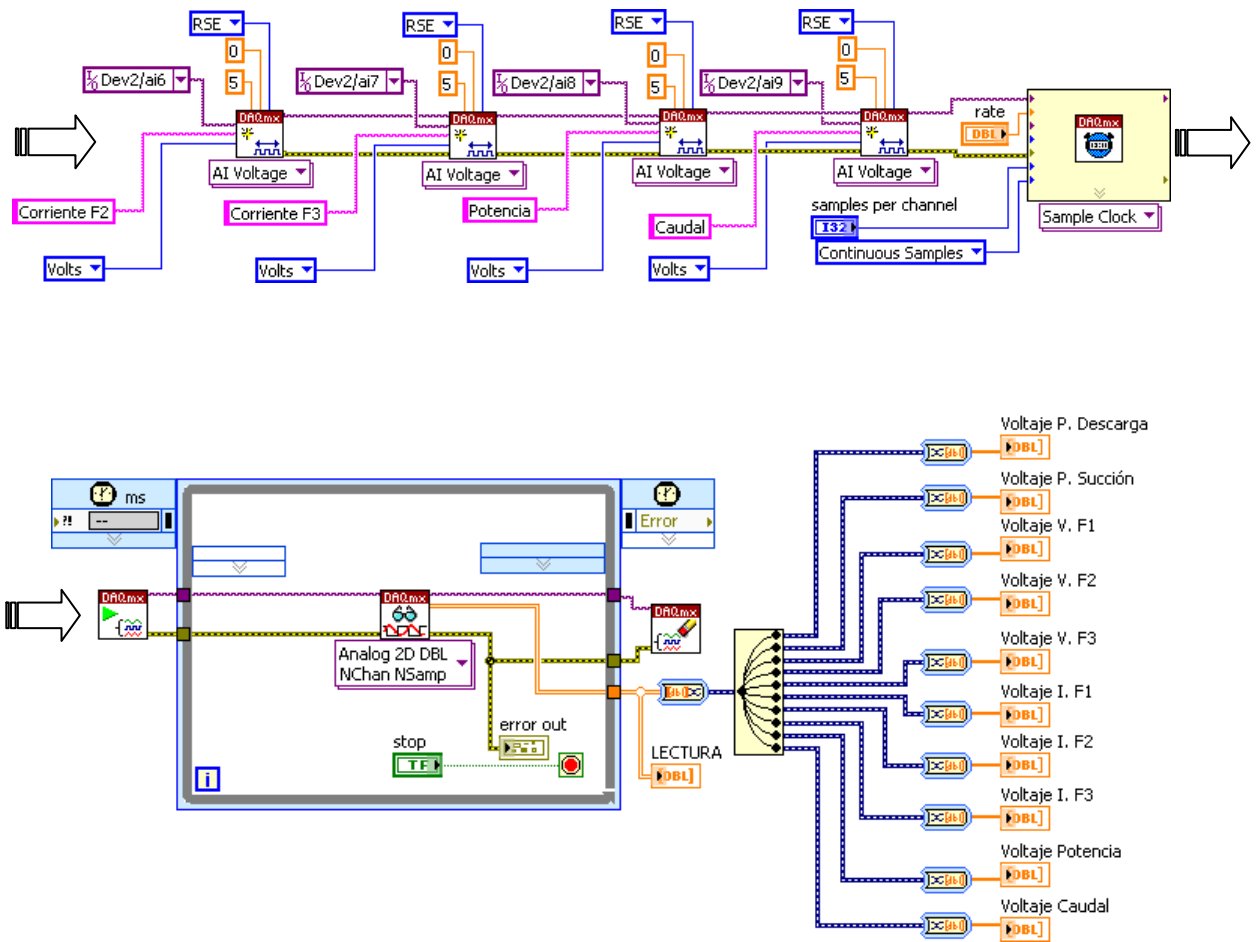 RSE
RSE
RSE
RSE
0
0
0
0
5
5
5
5
Dev2/ai6
Dev2/ai7
Dev2/ai8
Dev2/ai9
DAQmx
DAQmx
DAQmx
DAQmx
DAQmx
rate
DBL
AI Voltage
AI Voltage
AI Voltage
AI Voltage
Corriente F2
Corriente F3
Potencia
Caudal
samples per channel
I32
Sample Clock
Continuous Samples
Volts
Volts
Volts
Volts
ms
?!
--
Error
DAQmx
DAQmx
DAQmx
Analog 2D DBL
NChan NSamp
error out
stop
TF
i
LECTURA
DBL]
Voltaje P. Descarga
DBL]
Voltaje P. Succión
DBL]
Voltaje V. F1
DBL]
Voltaje V. F2
DBL]
Voltaje V. F3
DBL]
Voltaje I. F1
DBL]
Voltaje I. F2
DBL]
Voltaje I. F3
DBL]
Voltaje Potencia
DBL]
Voltaje Caudal
DBL]